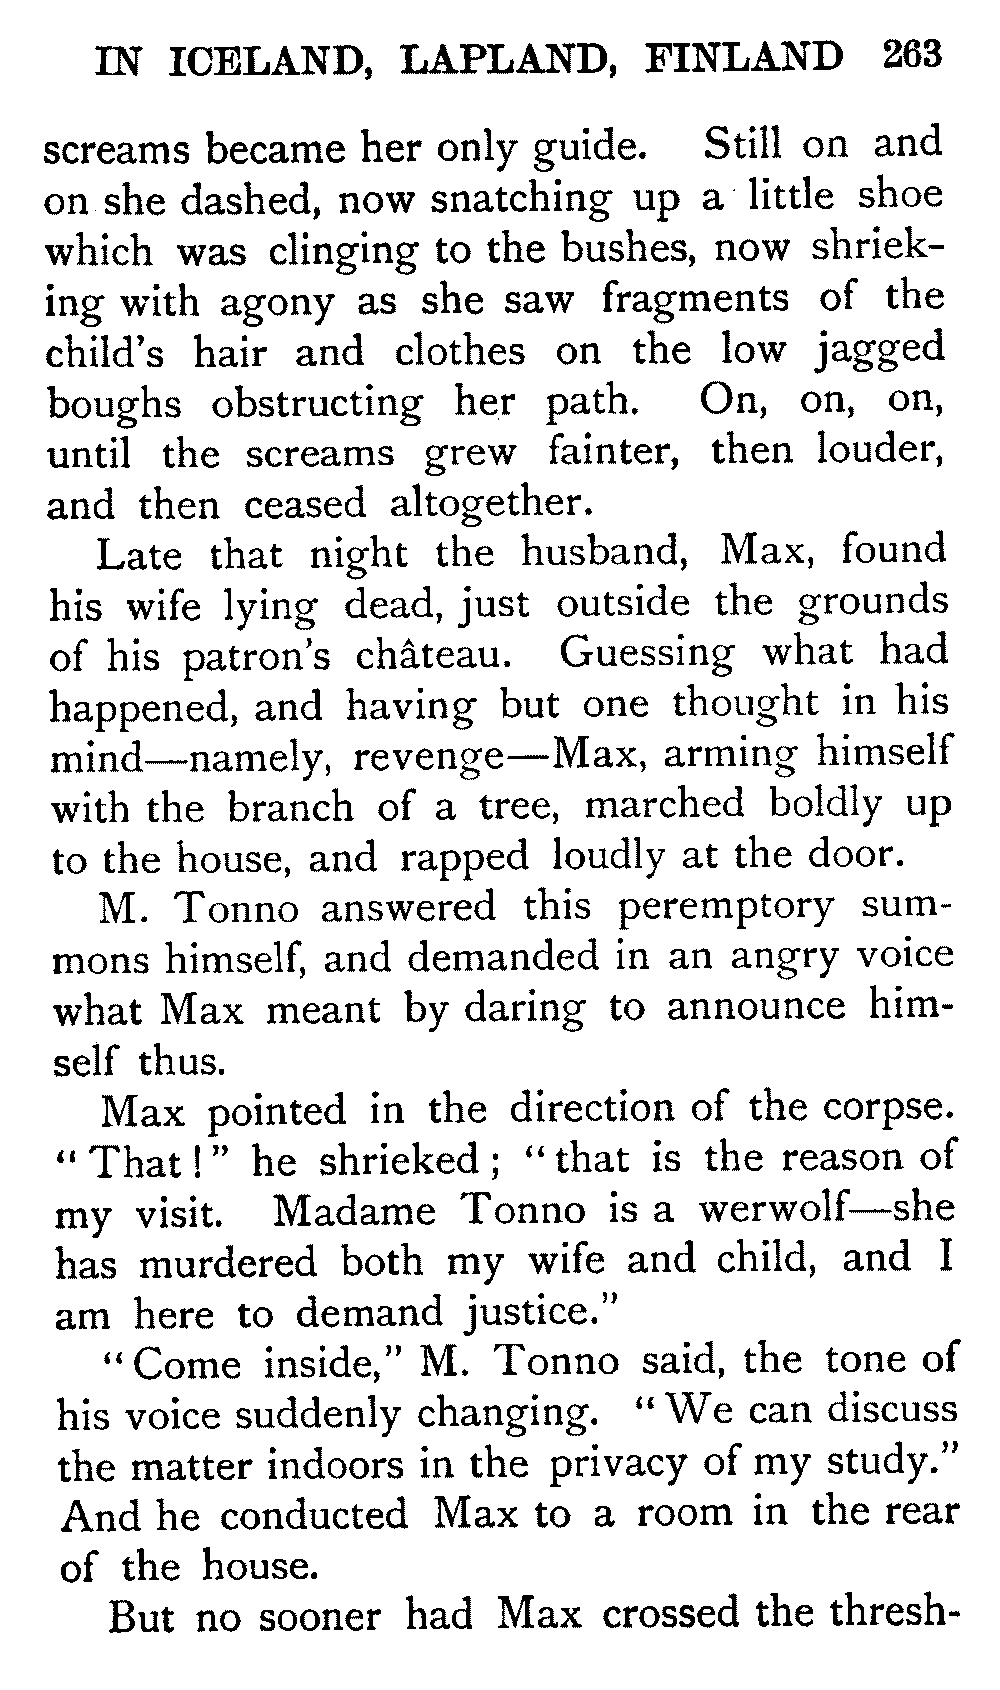 IN ICELAND, LAPLAND, FINLAND 263
screams became her only guide. Still on and
on she dashed, now snatching up a little shoe
which was clinging to the bushes, now shriek-
ing with agony as she saw fragments of the
child's hair and clothes on the low jagged
boughs obstructing her path. On, on, on,
until the screams grew fainter, then louder,
and then ceased altogether.
Late that night the husband, Max, found
his wife lying dead, just outside the grounds
of his patron's château. Guessing what had
happened, and having but one thought in his
mind—namely, revenge—Max, arming himself
with the branch of a tree, marched boldly up
to the house, and rapped loudly at the door.
M. Tonno answered this peremptory sum-
mons himself, and demanded in an angry voice
what Max meant by daring to announce him-
self thus.
Max pointed in the direction of the corpse.
“That!” he shrieked; “that is the reason of
my visit. Madame Tonno is a werwolf—she
has murdered both my wife and child, and I
am here to demand justice.”
“Come inside,” M. Tonno said, the tone of
his voice suddenly changing. “We can discuss
the matter indoors in the privacy of my study.”
And he conducted Max to a room in the rear
of the house.
But no sooner had Max crossed the thresh-